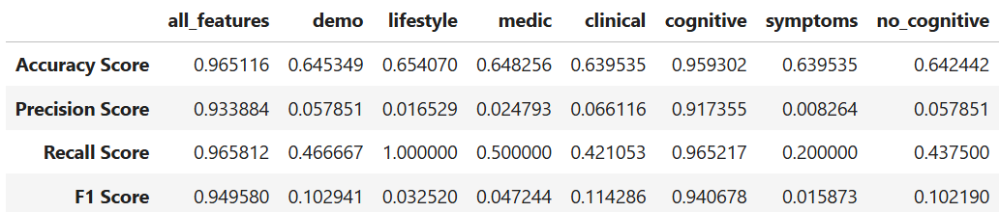 all_features demo lifestyle medic clinical cognitive symptoms no_cognitive
Accuracy Score 0.965116 0.645349 0.654070 0.648256 0.639535 0.959302 0.639535 0.642442
Precision Score 0.933884 0.057851 0.016529 0.024793 0.066116 0.917355 0.008264 0.057851
Recall Score 0.965812 0.466667 1.000000 0.500000 0.421053 0.965217 0.200000 0.437500
F1 Score 0.949580 0.102941 0.032520 0.047244 0.114286 0.940678 0.015873 0.102190